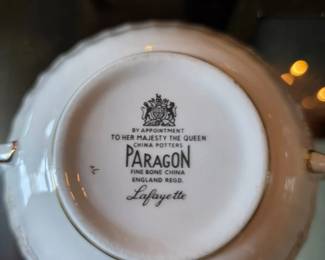 BY APPOINTMENT
TO HER MAJESTY THE QUEEN
CHINA POTTERS
PARAGON
FINE BONE CHINA
ENGLAND REGD.
Lafayette